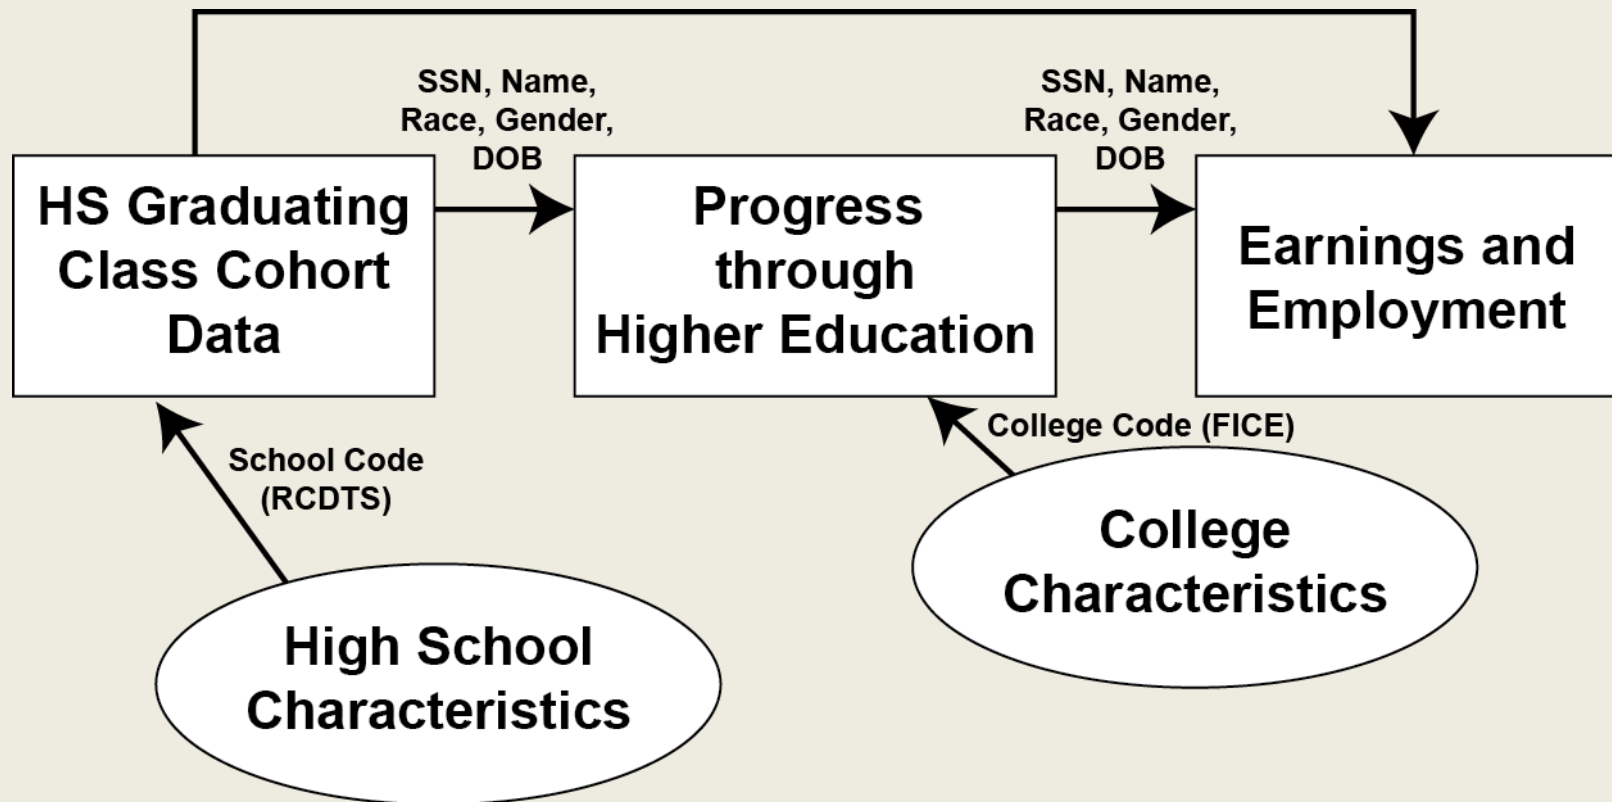 SSN, Name,
Race, Gender,
DOB
SSN, Name,
Race, Gender,
DOB
HS Graduating
Class Cohort
Data
Progress
through
Higher Education
Earnings and
Employment
School Code
(RCDTS)
College Code (FICE)
High School
Characteristics
College
Characteristics